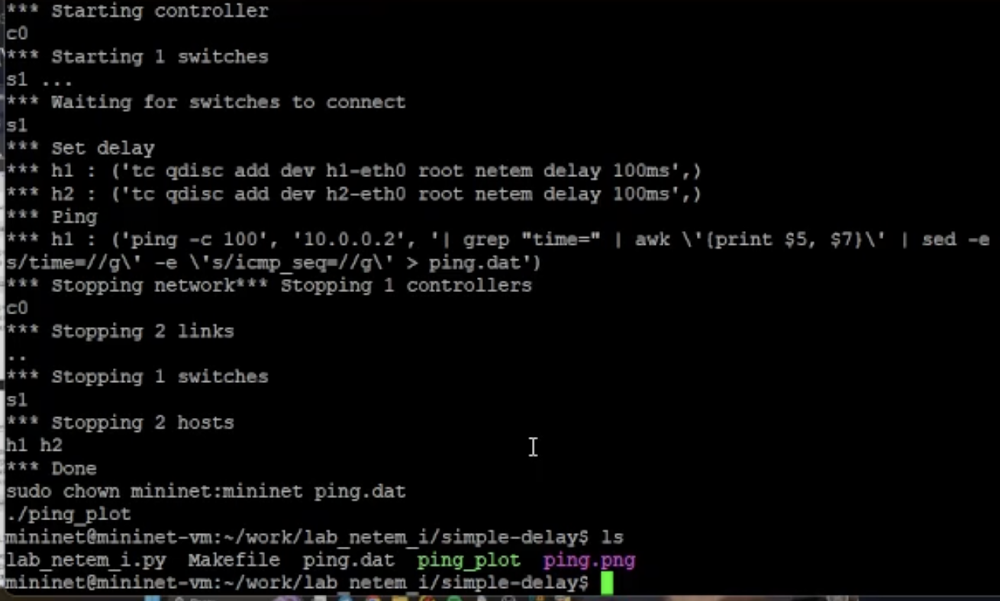 *** Starting controller
c0
*** Starting 1 switches
s1 ...
*** Waiting for switches to connect
s1
*** Set delay
*** h1 : ('tc qdisc add dev h1-eth0 root netem delay 100ms',)
*** h2 : ('tc qdisc add dev h2-eth0 root netem delay 100ms',)
*** Ping
*** h1 : ('ping -c 100', '10.0.0.2', '| grep "time=" | awk \'{print $5, $7}\' | sed -e
s/time=//g\' -e \'s/icmp_seq=//g\' > ping.dat')
*** Stopping network*** Stopping 1 controllers
c0
*** Stopping 2 links
..
*** Stopping 1 switches
s1
*** Stopping 2 hosts
h1 h2
*** Done
sudo chown mininet:mininet ping.dat
./ping_plot
mininet@mininet-vm:~/work/lab_netem_i/simple-delay$ ls
lab_netem_i.py  Makefile  ping.dat  ping_plot  ping.png
mininet@mininet-vm:~/work/lab_netem_i/simple-delay$